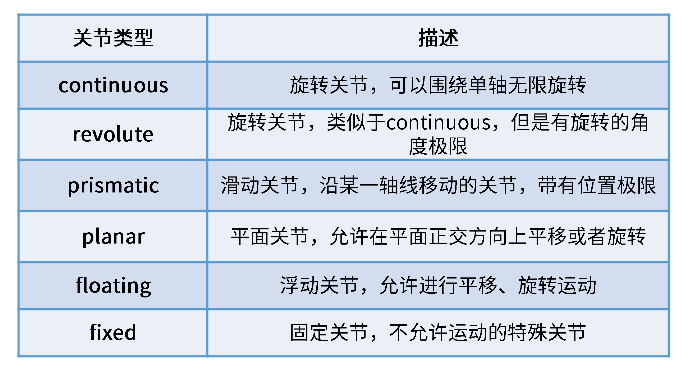 关节类型 描述
continuous 旋转关节，可以围绕单轴无限旋转
revolute 旋转关节，类似于continuous，但是有旋转的角
度极限
prismatic 滑动关节，沿某一轴线移动的关节，带有位置极限
planar 平面关节，允许在平面正交方向上平移或者旋转
floating 浮动关节，允许进行平移、旋转运动
fixed 固定关节，不允许运动的特殊关节